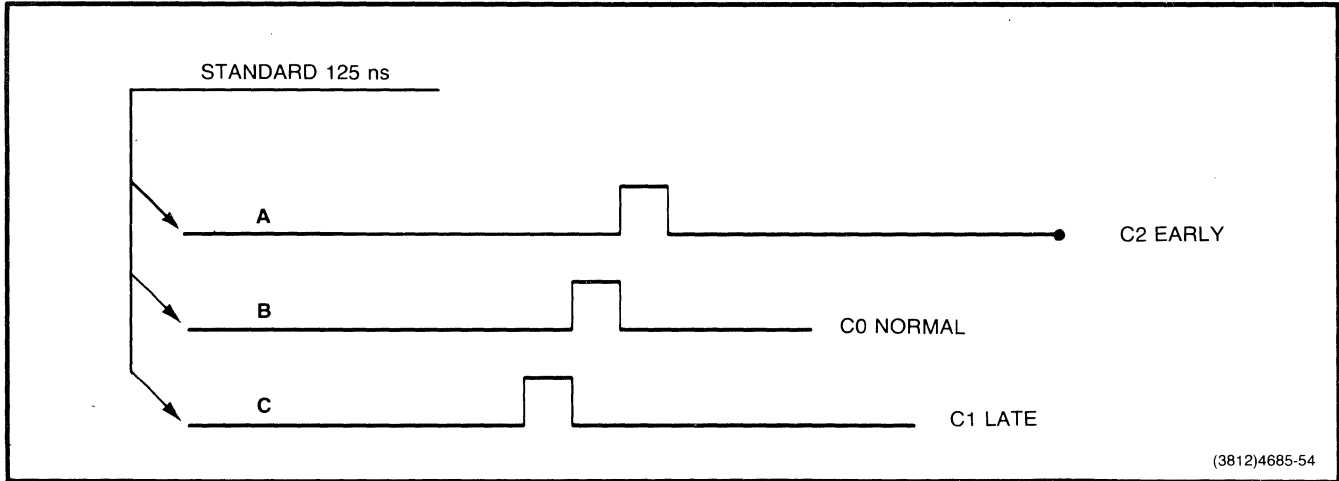 STANDARD 125 ns
A
C2 EARLY
B
C0 NORMAL
C
C1 LATE
(3812)4685-54